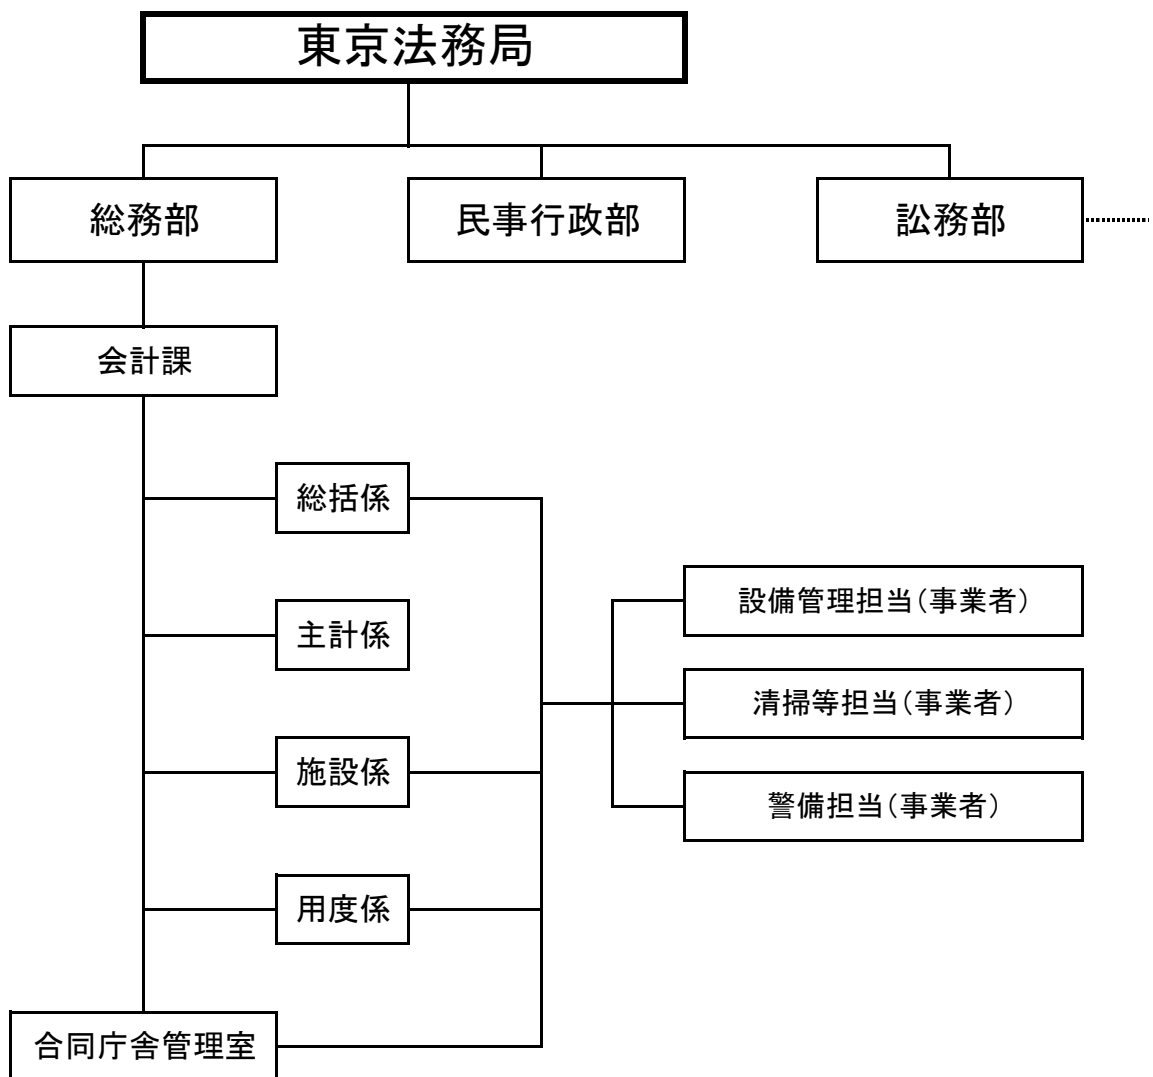 東京法務局
総務部
民事行政部
訟務部
会計課
総括係
主計係
施設係
用度係
合同庁舎管理室
設備管理担当（事業者）
清掃等担当（事業者）
警備担当（事業者）